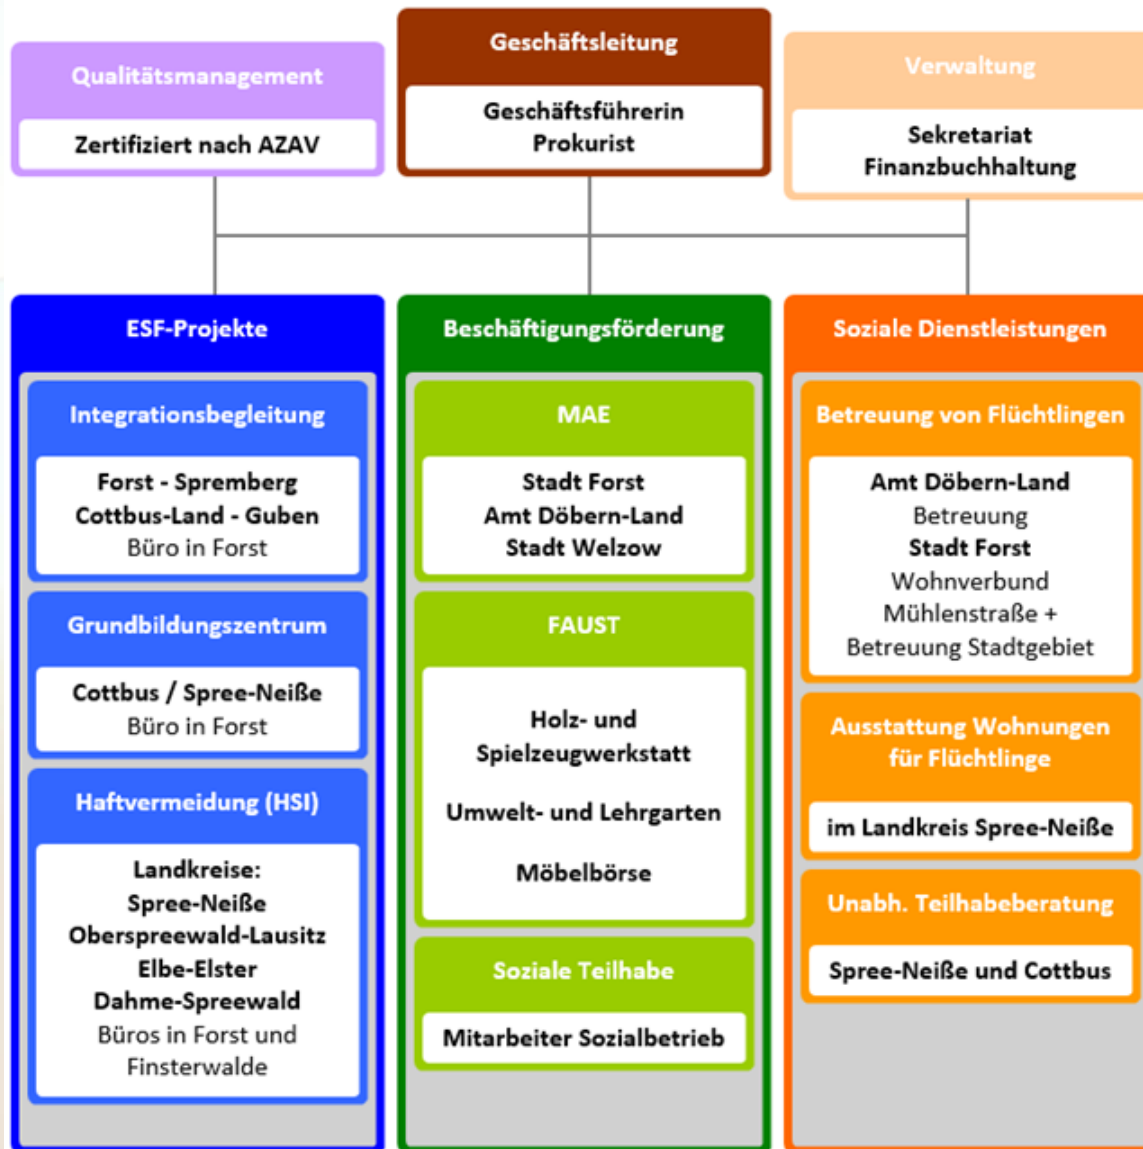 Qualitätsmanagement
Zertifiziert nach AZAV
Geschäftsleitung
Geschäftsführerin
Prokurist
Verwaltung
Sekretariat
Finanzbuchhaltung
ESF-Projekte
Integrationsbegleitung
Forst - Spremberg
Cottbus-Land - Guben
Büro in Forst
Grundbildungszentrum
Cottbus / Spree-Neiße
Büro in Forst
Haftvermeidung (HSI)
Landkreise:
Spree-Neiße
Oberspreewald-Lausitz
Elbe-Elster
Dahme-Spreewald
Büros in Forst und
Finsterwalde
Beschäftigungsförderung
MAE
Stadt Forst
Amt Döbern-Land
Stadt Welzow
FAUST
Holz- und
Spielzeugwerkstatt
Umwelt- und Lehrgarten
Möbelbörse
Soziale Teilhabe
Mitarbeiter Sozialbetrieb
Soziale Dienstleistungen
Betreuung von Flüchtlingen
Amt Döbern-Land
Betreuung
Stadt Forst
Wohnverbund
Mühlenstraße +
Betreuung Stadtgebiet
Ausstattung Wohnungen
für Flüchtlinge
im Landkreis Spree-Neiße
Unabh. Teilhabeberatung
Spree-Neiße und Cottbus